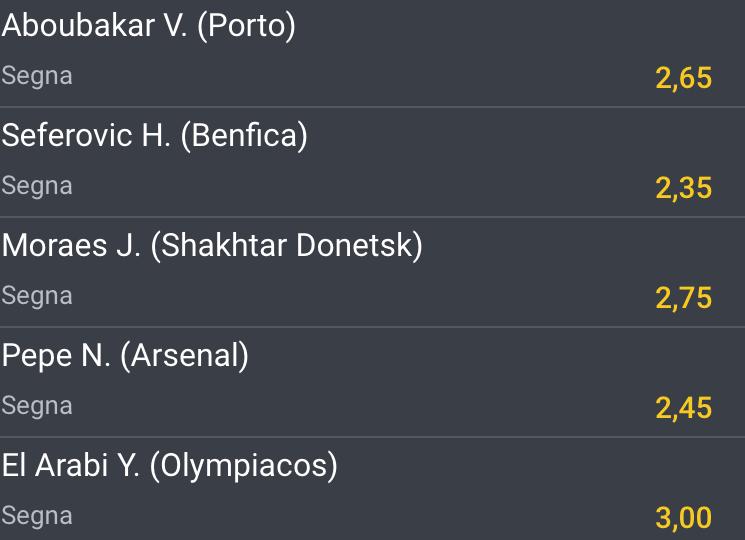 Aboubakar V. (Porto)
Segna 2,65
Seferovic H. (Benfica)
Segna 2,35
Moraes J. (Shakhtar Donetsk)
Segna 2,75
Pepe N. (Arsenal)
Segna 2,45
El Arabi Y. (Olympiacos)
Segna 3,00